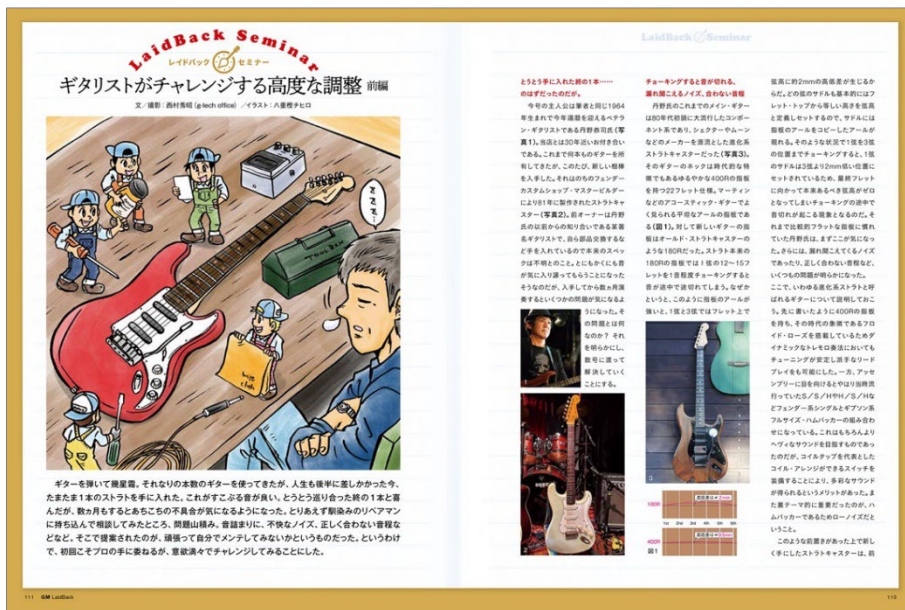 LaidBack Seminar
レイドバック セミナー
ギタリストがチャレンジする高度な調整 前編
文／撮影：西村秀昭（g-tech office）／イラスト：八重樫チヒロ
ZZZ...
TOOL BOX
ギターを弾いて幾星霜。それなりの本数のギターを使ってきたが、人生も後半に差しかかった今、
たまたま1本のストラトを手に入れた。これがすこぶる音が良い。とうとう巡り合った終の1本と喜
んだが、数ヵ月もするとあちこちの不具合が気になるようになった。とりあえず馴染みのリペアマン
に持ち込んで相談してみたところ、問題山積み。音詰まりに、不快なノイズ、正しく合わない音程な
どなど。そこで提案されたのが、頑張って自分でメンテしてみないかというものだった。というわけ
で、初回こそプロの手に委ねるが、意欲満々でチャレンジしてみることにした。
111 GM LaidBack
LaidBack Seminar
とうとう手に入れた終の1本……
のはずだったのだが。
今号の主人公は筆者と同じ1964
年生まれで今年還暦を迎えるベテラ
ン・ギタリストである丹野恭司氏（写
真1）。当店とは30年近いお付き合い
である。これまで何本ものギターを所
有してきたが、このたび、新しい相棒
を入手した。それはのちのフェンダー・
カスタムショップ・マスタービルダー
により81年に製作されたストラトキャ
スター（写真2）。前オーナーは丹野
氏の以前からの知り合いである某著
名ギタリストで、自ら部品交換するな
ど手を入れているので本来のスペッ
クは不明とのこと。とにもかくにも音
が気に入り譲ってもらうことになった
そうなのだが、入手してから数ヵ月演
奏するといくつかの問題が気になるよ
うになった。そ
の問題とは何
なのか？ それ
を明らかにし、
数号に渡って
解決していく
ことにする。
1
2
チョーキングすると音が切れる、
漏れ聞こえるノイズ、合わない音程
丹野氏のこれまでのメイン・ギター
は80年代初頭に大流行したコンポー
ネント系であり、シェクターやムーン
などのメーカーを源流とした進化系
ストラトキャスターだった（写真3）。
そのギターのネックは時代的な特
徴でもあるゆるやかな400Rの指板
を持つ22フレット仕様。マーティン
などのアコースティック・ギターでよ
く見られる平坦なアールの指板であ
る（図1）。対して新しいギターの指
板はオールド・ストラトキャスターの
ような180Rだった。ストラト本来の
180Rの指板では1弦の12～15フ
レットを1音程度チョーキングすると
音が途中で途切れてしまう。なぜか
というと、このように指板のアールが
強いと、1弦と3弦ではフレット上で
3
180R
1st 2nd 3rd 4th 5th 6th
400R
図1
弦高に約2mmの高低差が生じるか
らだ。どの弦のサドルも基本的にはフ
レット・トップから等しい高さを弦高
と定義しセットするので、サドルには
指板のアールをコピーしたアールが
現れる。そのような状況で1弦を3弦
の位置までチョーキングすると、1弦
のサドルは3弦より2mm低い位置に
セットされているため、最終フレット
に向かって本来あるべき弦高がゼロ
となってしまいチョーキングの途中で
音切れが起こる現象となるのだ。そ
れまで比較的フラットな指板に慣れ
ていた丹野氏は、まずここが気になっ
た。さらには、漏れ聞こえてくるノイズ
であったり、正しく合わない音程など、
いくつもの問題が明らかになった。
ここで、いわゆる進化系ストラトと呼
ばれるギターについて説明しておこ
う。先に書いたように400Rの指板
を持ち、その時代の象徴であるフロ
イド・ローズを搭載しているためダ
イナミックなトレモロ奏法においても
チューニングが安定し派手なリード
プレイをも可能にした。一方、アッセ
ンブリーに目を向けるとやはり当時流
行っていたS／S／HやH／S／Hな
どフェンダー系シングルとギブソン系
フルサイズ・ハムバッカーの組み合わ
せになっている。これはもちろんより
ヘヴィなサウンドを目指すものであっ
たのだが、コイルタップを代表とした
コイル・アレンジができるスイッチを
装備することにより、多彩なサウンド
が得られるというメリットがあった。ま
た裏テーマ的に重要だったのが、ハ
ムバッカーであるためローノイズだと
いうこと。
このような前置きがあった上で新し
く手にしたストラトキャスターは、前
110